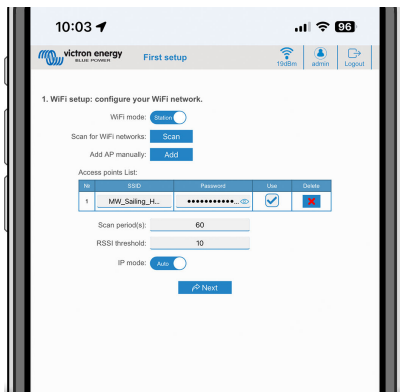 10:03
96
victron energy
BLUE POWER
First setup
19dBm
admin
Logout
1. WiFi setup: configure your WiFi network.
WiFi mode: Station
Scan for WiFi networks: Scan
Add AP manually: Add
Access points List:
Nr SSID Password Use Delete
1 MW_Sailing_H... ••••••••••...
Scan period(s): 60
RSSI threshold: 10
IP mode: Auto
Next